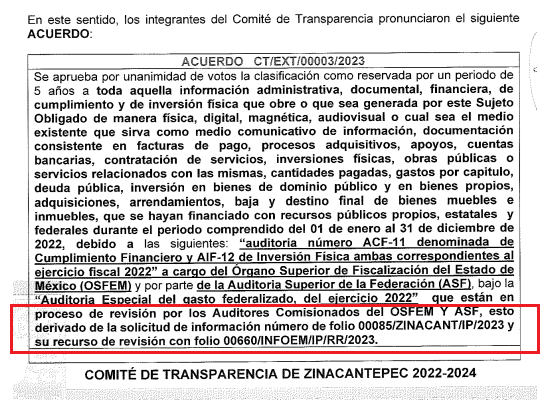 En este sentido, los integrantes del Comité de Transparencia pronunciaron el siguiente
ACUERDO:
ACUERDO CT/EXT/00003/2023
Se aprueba por unanimidad de votos la clasificación como reservada por un periodo de
5 años a toda aquella información administrativa, documental, financiera, de
cumplimiento y de inversión física que obre o que sea generada por este Sujeto
Obligado de manera física, digital, magnética, audiovisual o cual sea el medio
existente que sirva como medio comunicativo de información, documentación
consistente en facturas de pago, procesos adquisitivos, apoyos, cuentas
bancarias, contratación de servicios, inversiones físicas, obras públicas o
servicios relacionados con las mismas, cantidades pagadas, gastos por capitulo,
deuda pública, inversión en bienes de dominio público y en bienes propios,
adquisiciones, arrendamientos, baja y destino final de bienes muebles e
inmuebles, que se hayan financiado con recursos públicos propios, estatales y
federales durante el periodo comprendido del 01 de enero al 31 de diciembre de
2022, debido a las siguientes: “auditoria número ACF-11 denominada de
Cumplimiento Financiero y AIF-12 de Inversión Física ambas correspondientes al
ejercicio fiscal 2022” a cargo del Órgano Superior de Fiscalización del Estado de
México (OSFEM) y por parte de la Auditoria Superior de la Federación (ASF), bajo la
“Auditoria Especial del gasto federalizado, del ejercicio 2022” que están en
proceso de revisión por los Auditores Comisionados del OSFEM Y ASF, esto
derivado de la solicitud de información número de folio 00085/ZINACANT/IP/2023 y
su recurso de revisión con folio 00660/INFOEM/IP/RR/2023.
COMITÉ DE TRANSPARENCIA DE ZINACANTEPEC 2022-2024